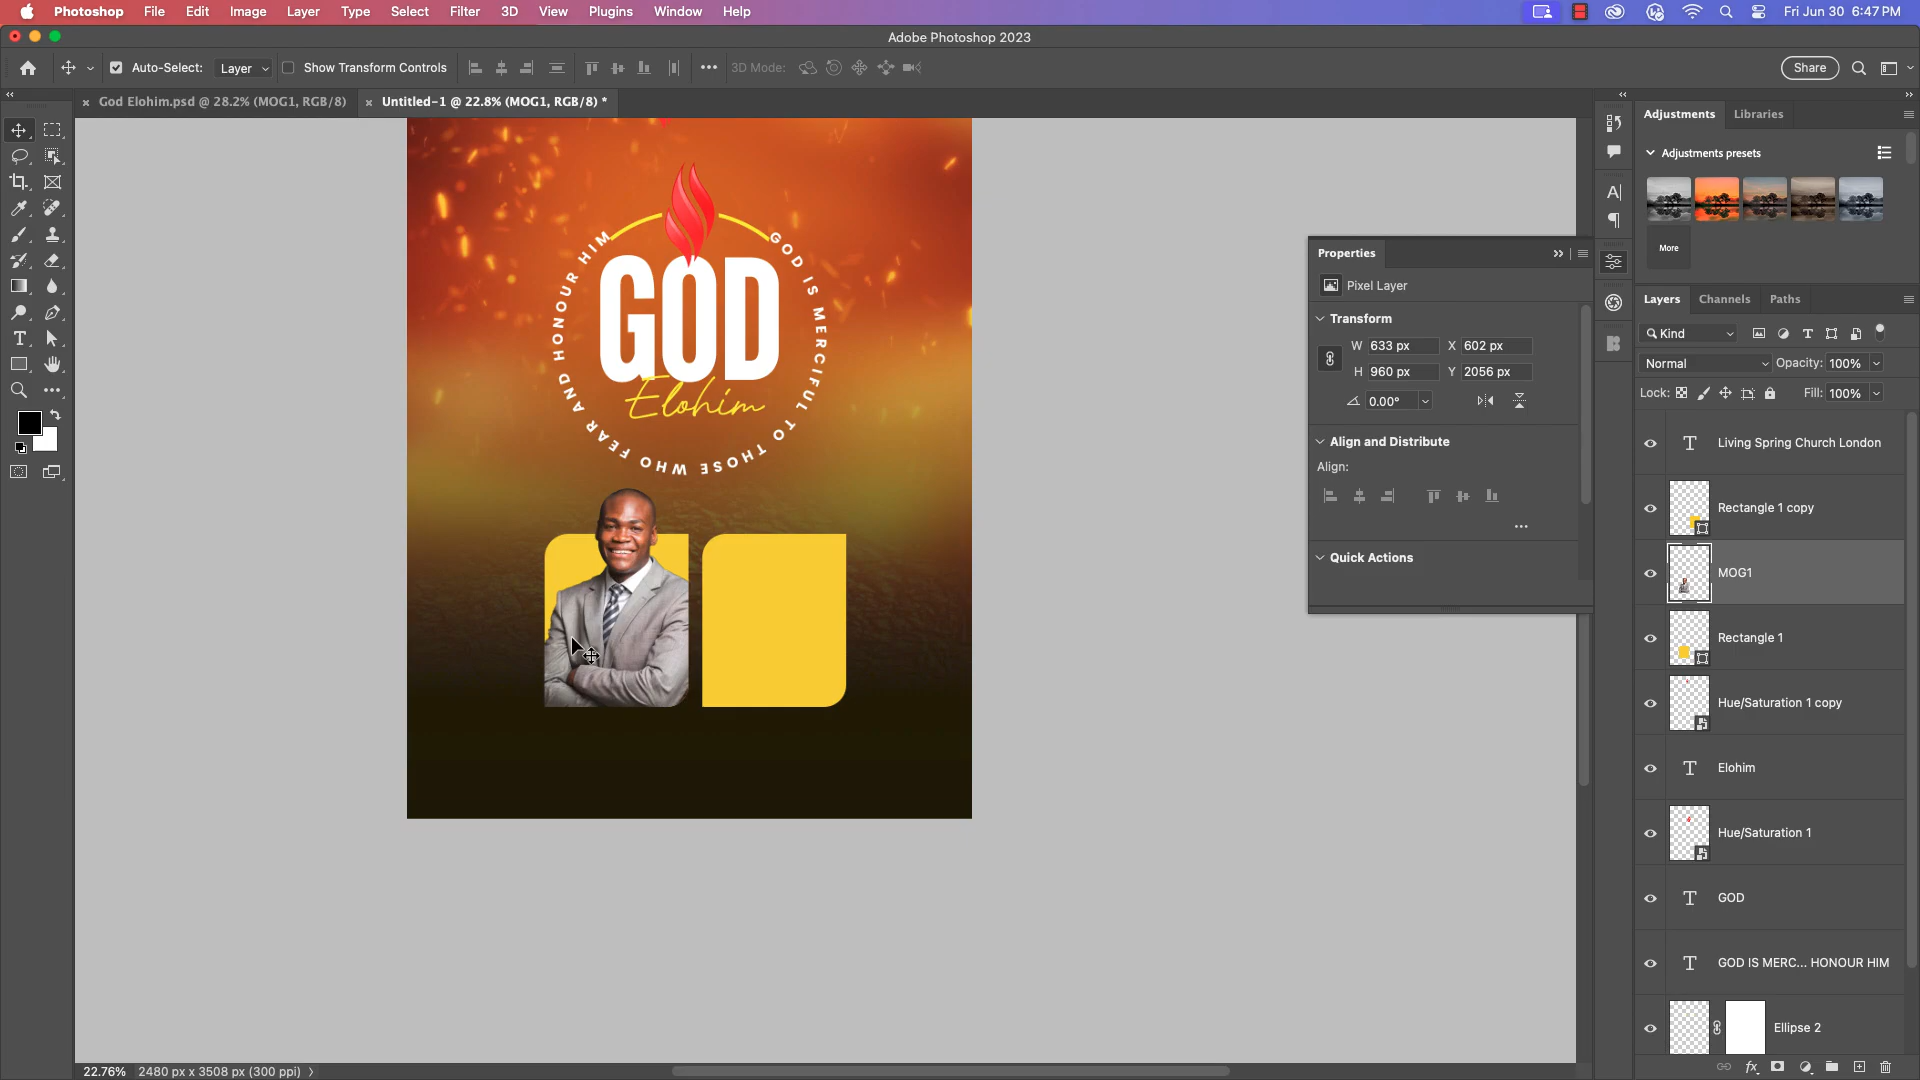 Photoshop File Edit Image Layer Type Select Filter 3D View Plugins Window Help Fri Jun 30 6:47 PM
Adobe Photoshop 2023
Auto-Select: Layer Show Transform Controls 3D Mode: Share
God Elohim.psd @ 28.2% (MOG1, RGB/8) Untitled-1 @ 22.8% (MOG1, RGB/8) *
Adjustments Libraries
Adjustments presets
More
GOD IS MERCIFUL TO THOSE WHO FEAR AND HONOUR HIM
GOD
Elohim
Properties
Pixel Layer
Transform
W 633 px X 602 px
H 960 px Y 2056 px
0.00°
Align and Distribute
Align:
Quick Actions
Layers Channels Paths
Kind
Normal Opacity: 100%
Lock: Fill: 100%
Living Spring Church London
Rectangle 1 copy
MOG1
Rectangle 1
Hue/Saturation 1 copy
Elohim
Hue/Saturation 1
GOD
GOD IS MERC... HONOUR HIM
Ellipse 2
fx
22.76% 2480 px x 3508 px (300 ppi)